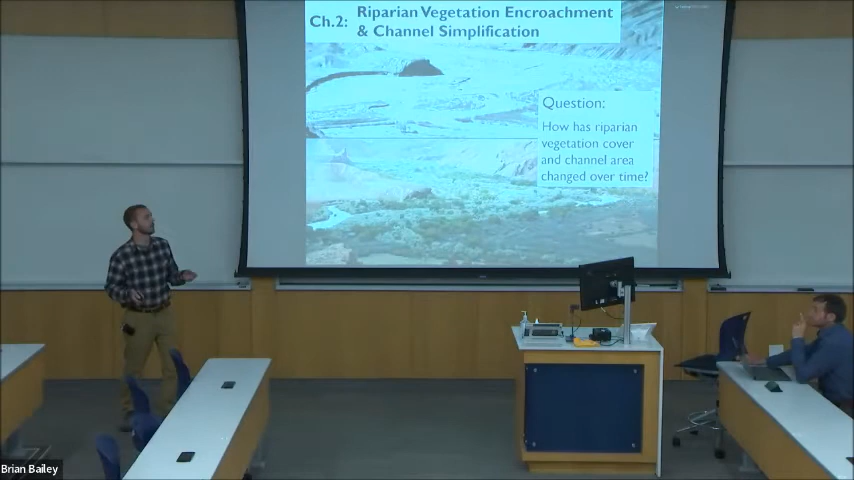 Ch.2:
Riparian Vegetation Encroachment
& Channel Simplification
Question:
How has riparian
vegetation cover
and channel area
changed over time?
Brian Bailey